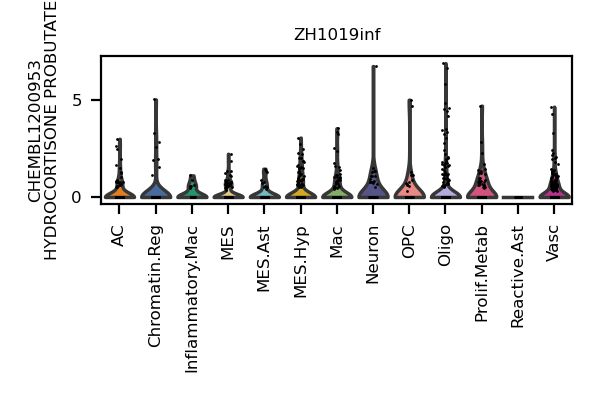 ZH1019inf
CHEMBL1200953
HYDROCORTISONE PROBUTATE
5
0
AC
Chromatin.Reg
Inflammatory.Mac
MES
MES.Ast
MES.Hyp
Mac
Neuron
OPC
Oligo
Prolif.Metab
Reactive.Ast
Vasc